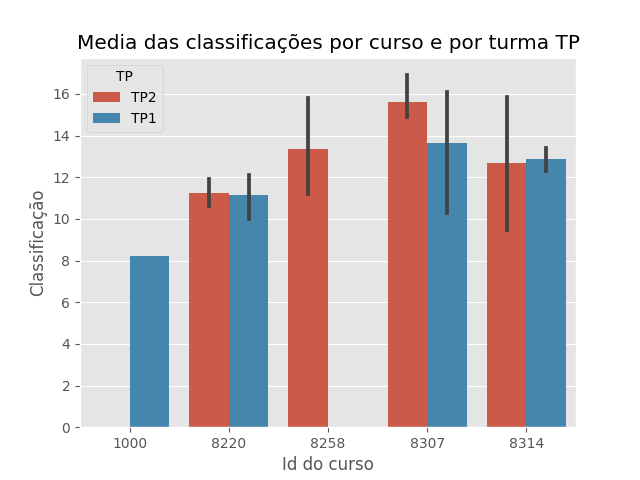 Media das classificações por curso e por turma TP
TP
TP2
TP1
16
14
12
10
8
6
4
2
0
Classificação
1000
8220
8258
8307
8314
Id do curso